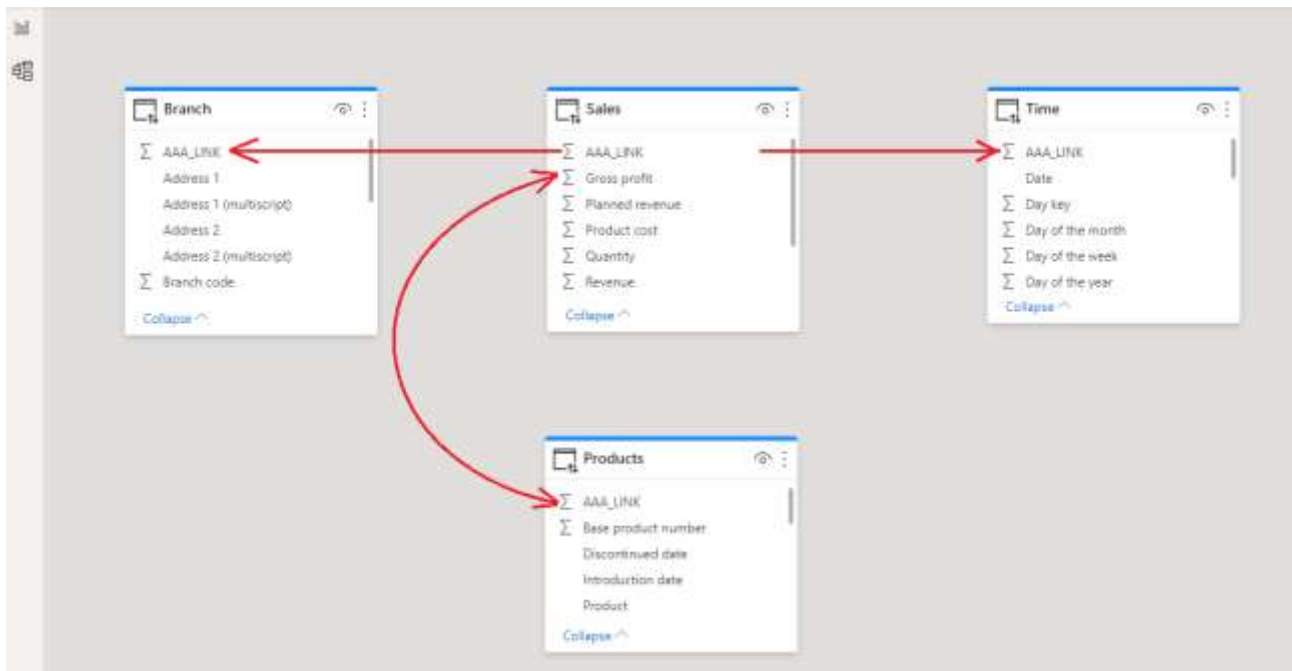 Branch
AAA_LINK
Address 1
Address 1 (multiscript)
Address 2
Address 2 (multiscript)
Branch code
Collapse
Sales
AAA_LINK
Gross profit
Planned revenue
Product cost
Quantity
Revenue
Collapse
Time
AAA_LINK
Date
Day key
Day of the month
Day of the week
Day of the year
Collapse
Products
AAA_LINK
Base product number
Discontinued date
Introduction date
Product
Collapse